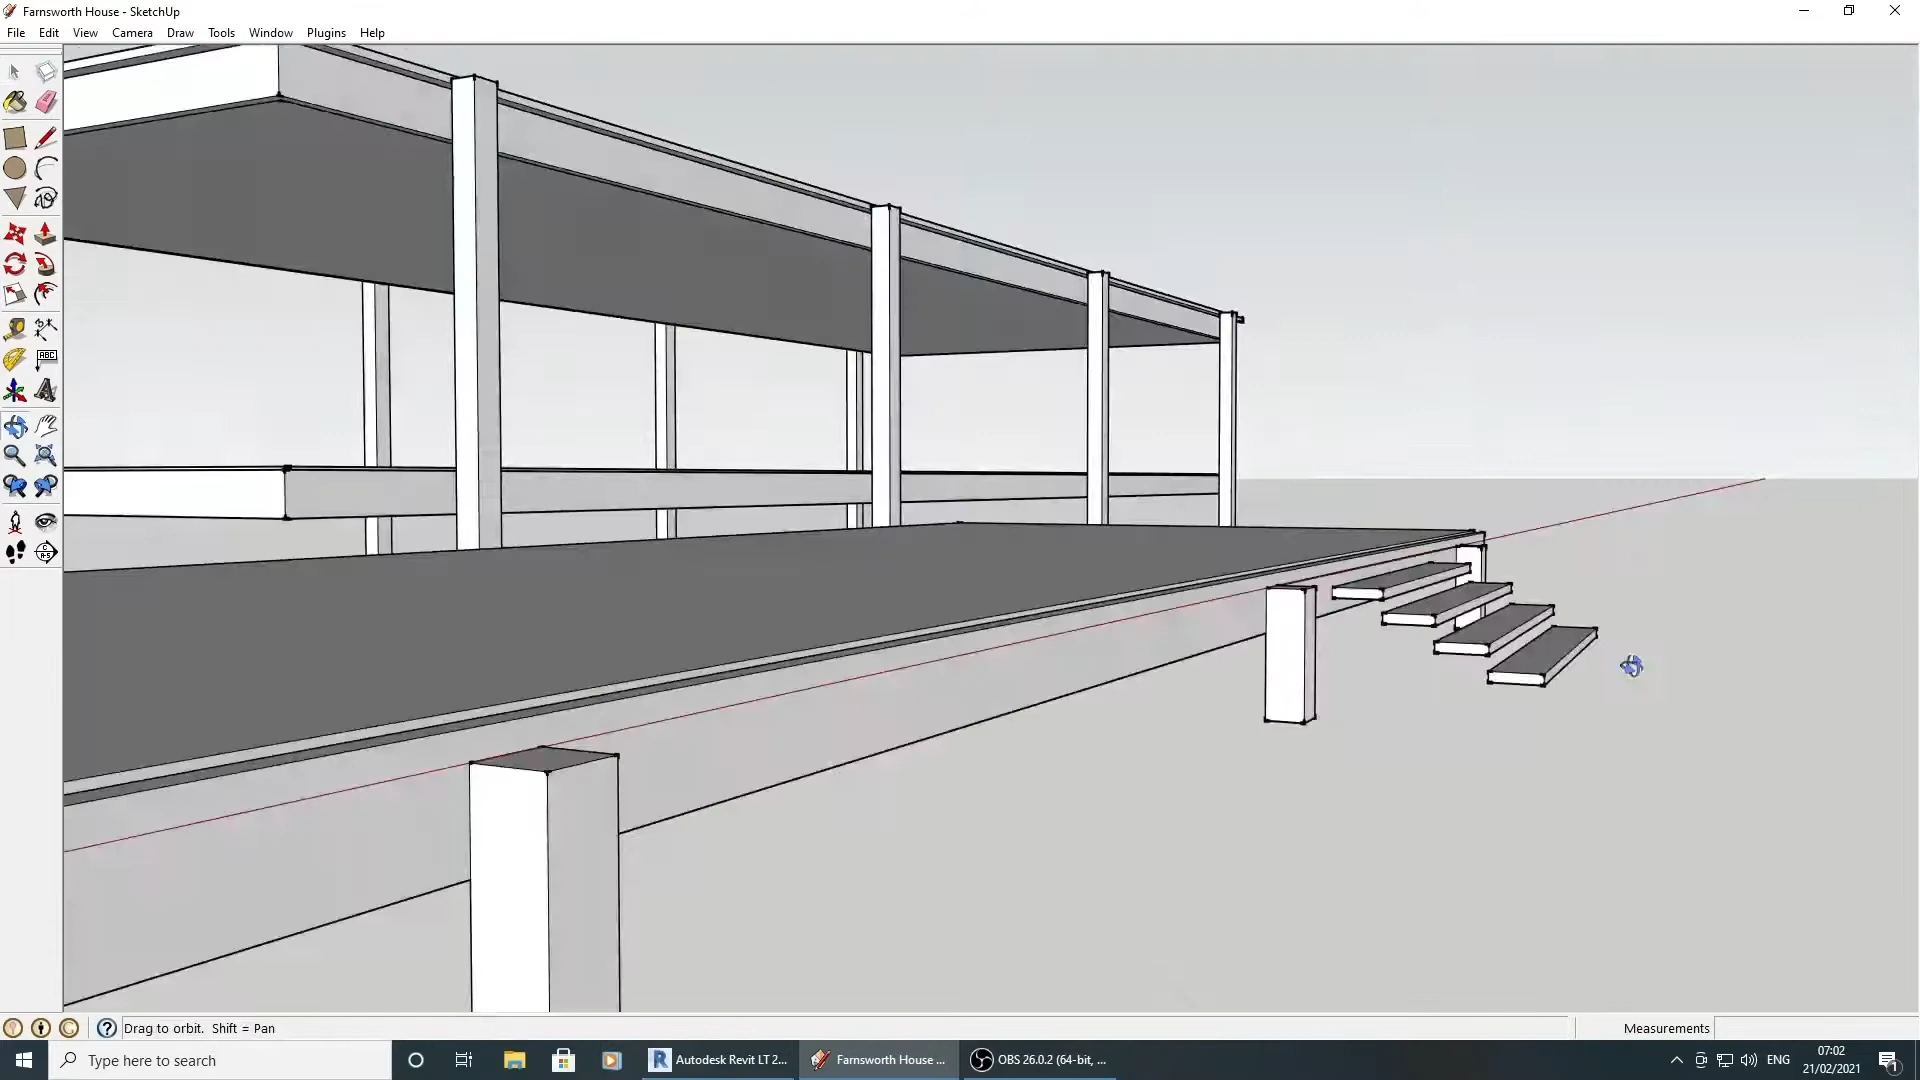 Farnsworth House - SketchUp
File Edit View Camera Draw Tools Window Plugins Help
ABC
Drag to orbit. Shift = Pan
Measurements
Type here to search
Autodesk Revit LT 2...
Farnsworth House ...
OBS 26.0.2 (64-bit, ...
ENG
07:02
21/02/2021
1